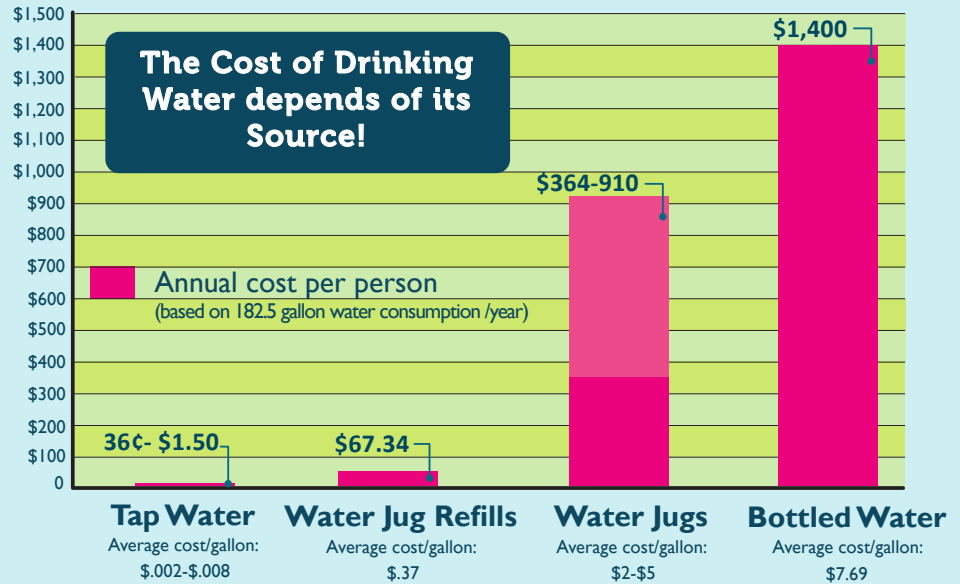 $1,500
$1,400
$1,300
$1,200
$1,100
$1,000
$900
$800
$700
$600
$500
$400
$300
$200
$100
0
The Cost of Drinking
Water depends of its
Source!
Annual cost per person
(based on 182.5 gallon water consumption /year)
36¢- $1.50
$67.34
$364-910
$1,400
Tap Water
Average cost/gallon:
$.002-$.008
Water Jug Refills
Average cost/gallon:
$.37
Water Jugs
Average cost/gallon:
$2-$5
Bottled Water
Average cost/gallon:
$7.69